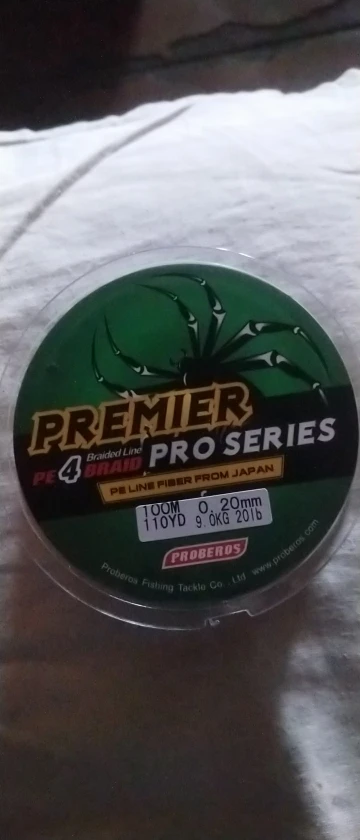 PREMIER
PRO SERIES
Braided Line
PE 4 BRAID
PE LINE FIBER FROM JAPAN
100M 0.20mm
110YD 9.0KG 20lb
PROBEROS
Proberos Fishing Tackle Co., Ltd www.proberos.com